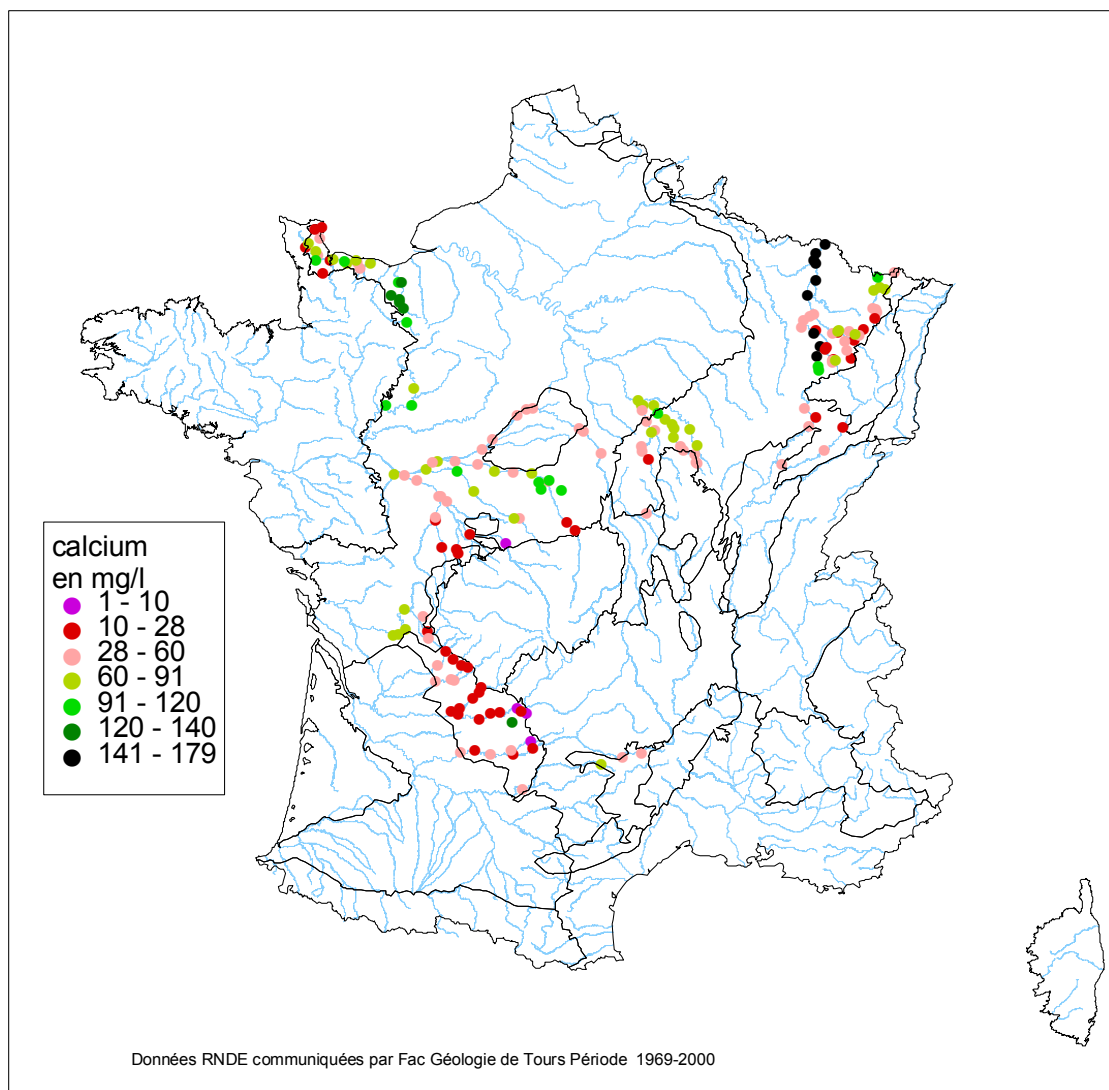 calcium
en mg/l
1 - 10
10 - 28
28 - 60
60 - 91
91 - 120
120 - 140
141 - 179
Données RNDE communiquées par Fac Géologie de Tours Période 1969-2000